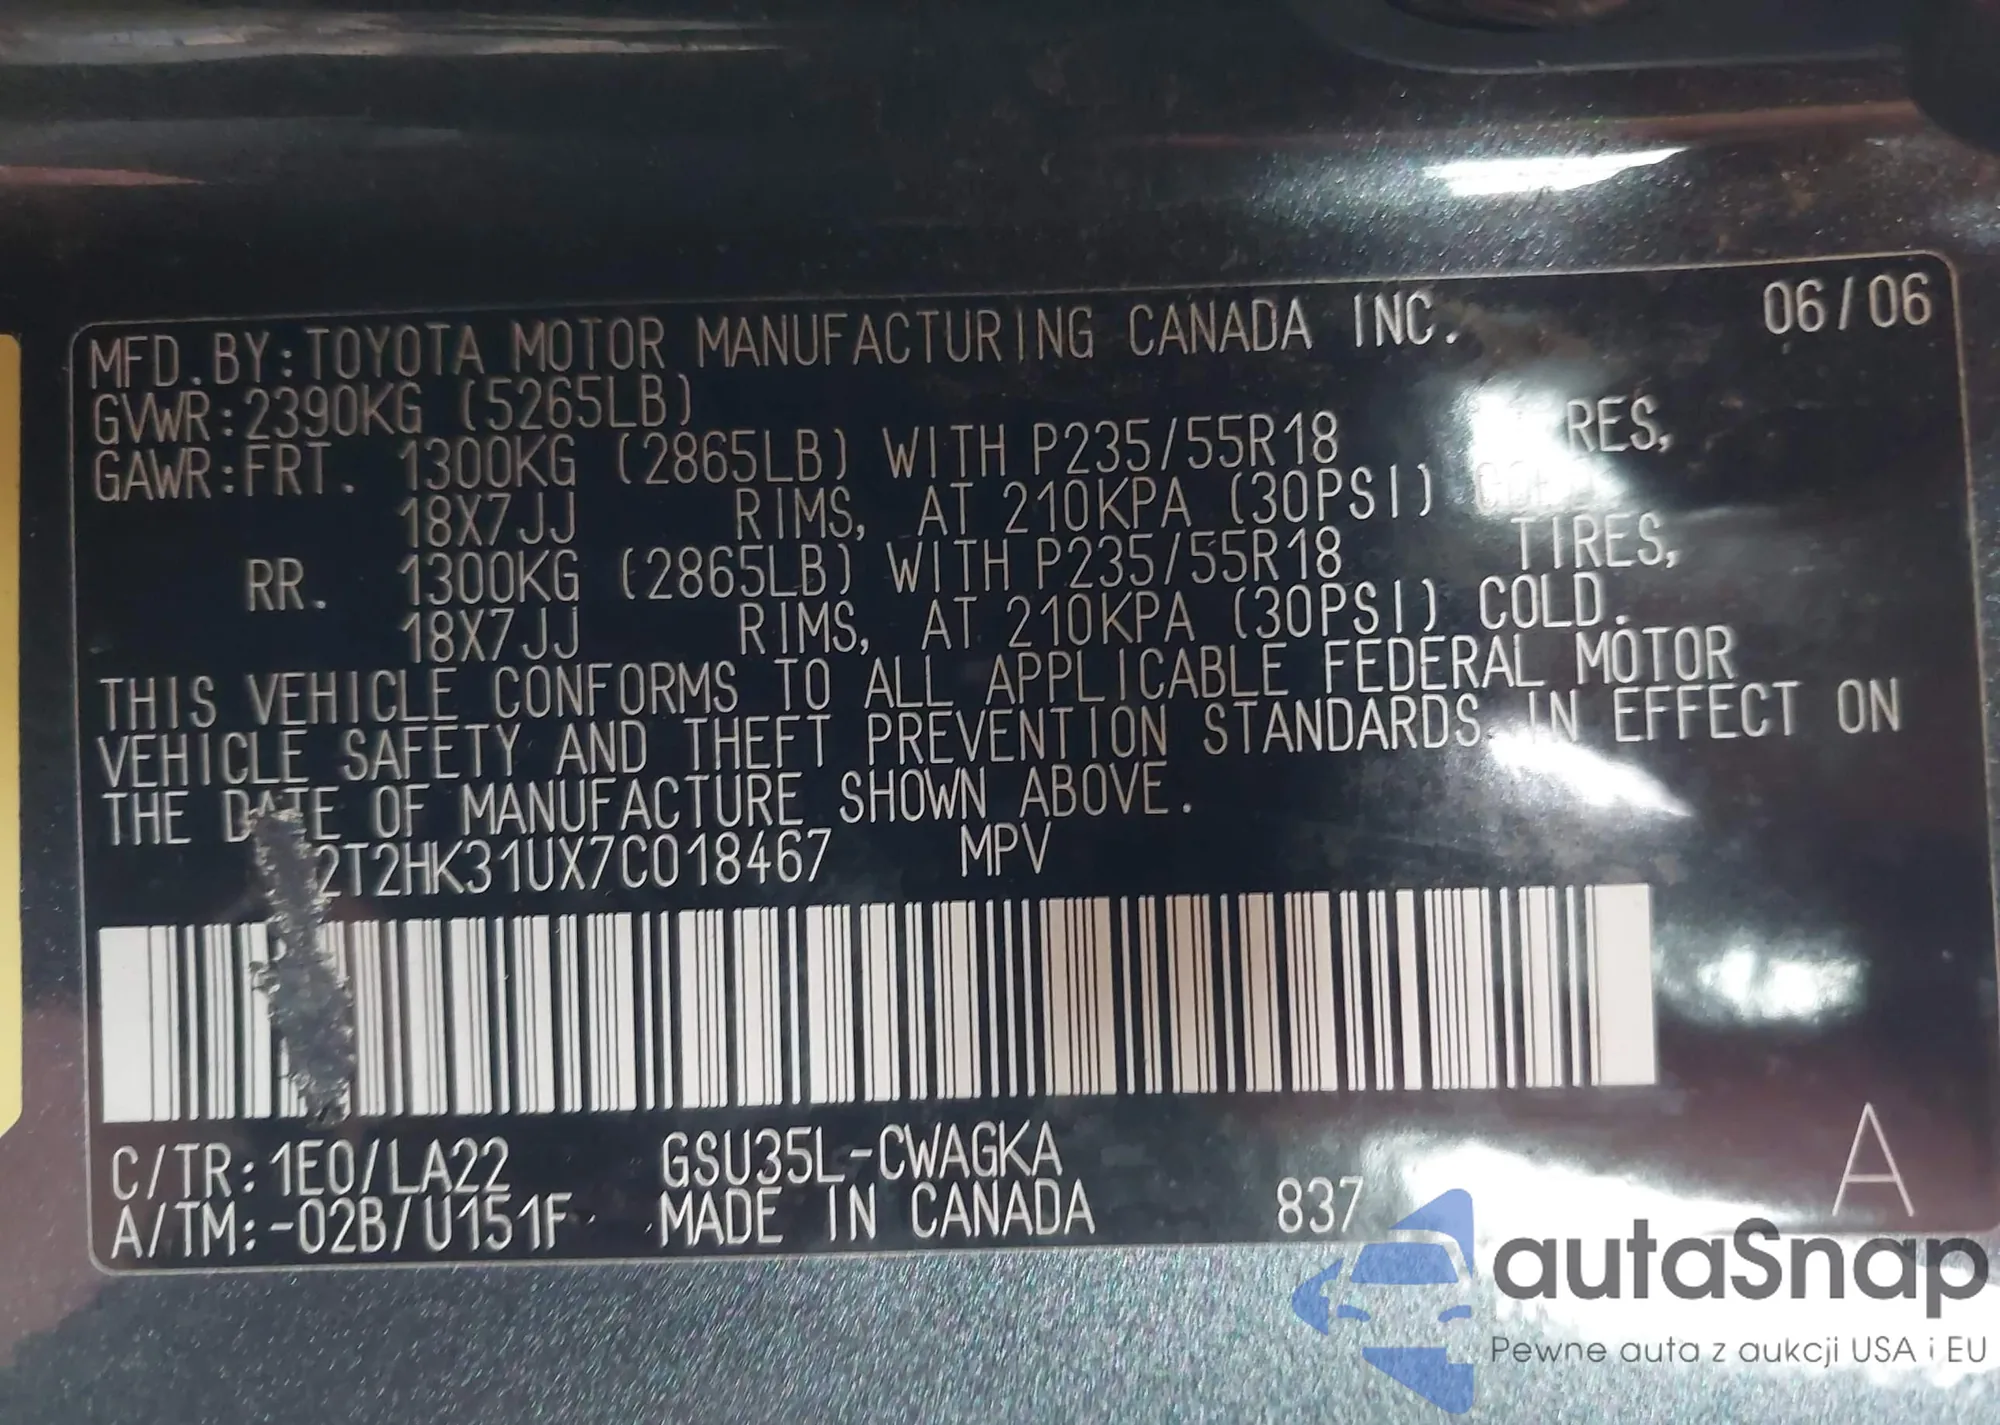 06/06
MFD.BY:TOYOTA MOTOR MANUFACTURING CANADA INC.
GVWR:2390KG (5265LB)
GAWR:FRT. 1300KG (2865LB) WITH P235/55R18
18X7JJ RIMS, AT 210KPA (30PSI)
RR. 1300KG (2865LB) WITH P235/55R18 TIRES,
18X7JJ RIMS, AT 210KPA (30PSI) COLD.
THIS VEHICLE CONFORMS TO ALL APPLICABLE FEDERAL MOTOR
VEHICLE SAFETY AND THEFT PREVENTION STANDARDS IN EFFECT ON
THE DATE OF MANUFACTURE SHOWN ABOVE.
2T2HK31UX7C018467 MPV
C/TR:1E0/LA22 GSU35L-CWAGKA
A/TM:-02B/U151F MADE IN CANADA 837 A
autaSnap
Pewne auta z aukcji USA i EU